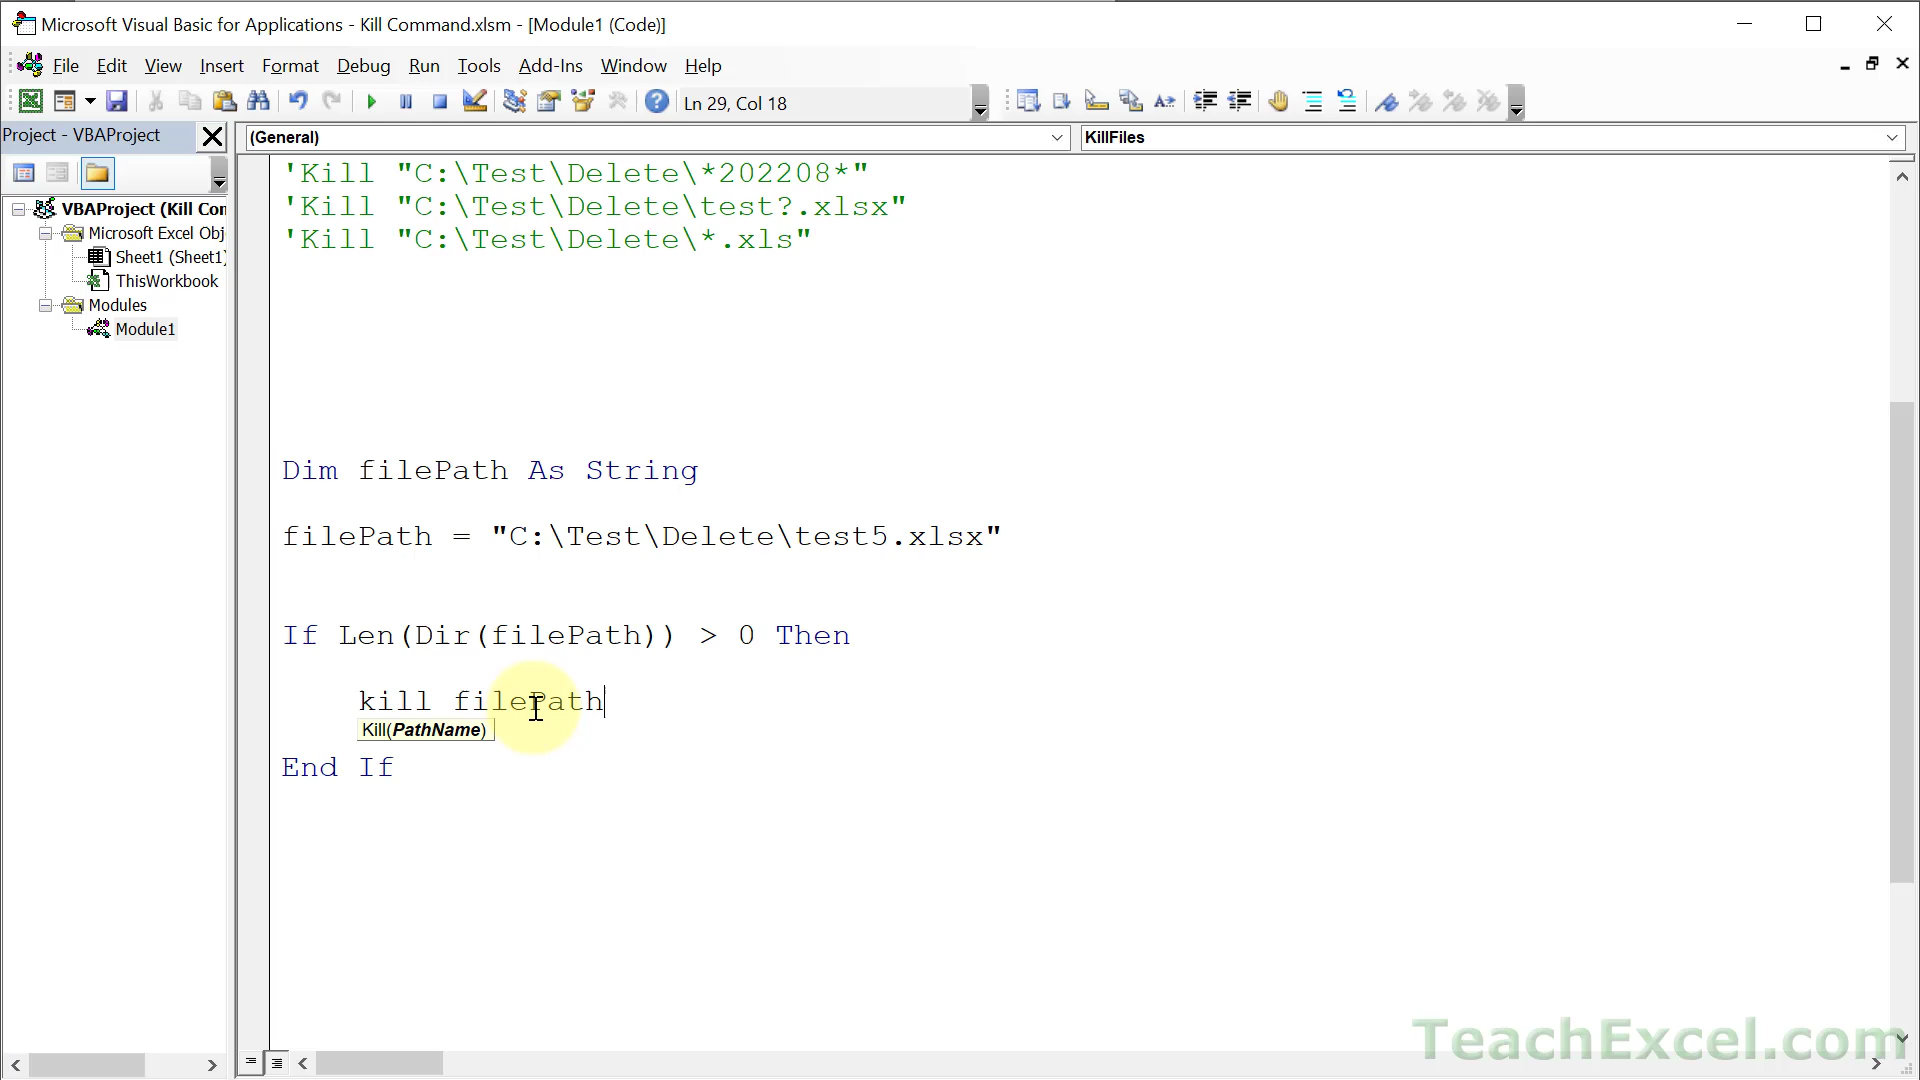 Microsoft Visual Basic for Applications - Kill Command.xlsm - [Module1 (Code)]
File Edit View Insert Format Debug Run Tools Add-Ins Window Help
Ln 29, Col 18
Project - VBAProject
(General)
KillFiles
VBAProject (Kill Con
Microsoft Excel Obj
Sheet1 (Sheet1)
ThisWorkbook
Modules
Module1
'Kill "C:\Test\Delete\*202208*"
'Kill "C:\Test\Delete\test?.xlsx"
'Kill "C:\Test\Delete\*.xls"
Dim filePath As String
filePath = "C:\Test\Delete\test5.xlsx"
If Len(Dir(filePath)) > 0 Then
kill filePath
Kill(PathName)
End If
TeachExcel.com